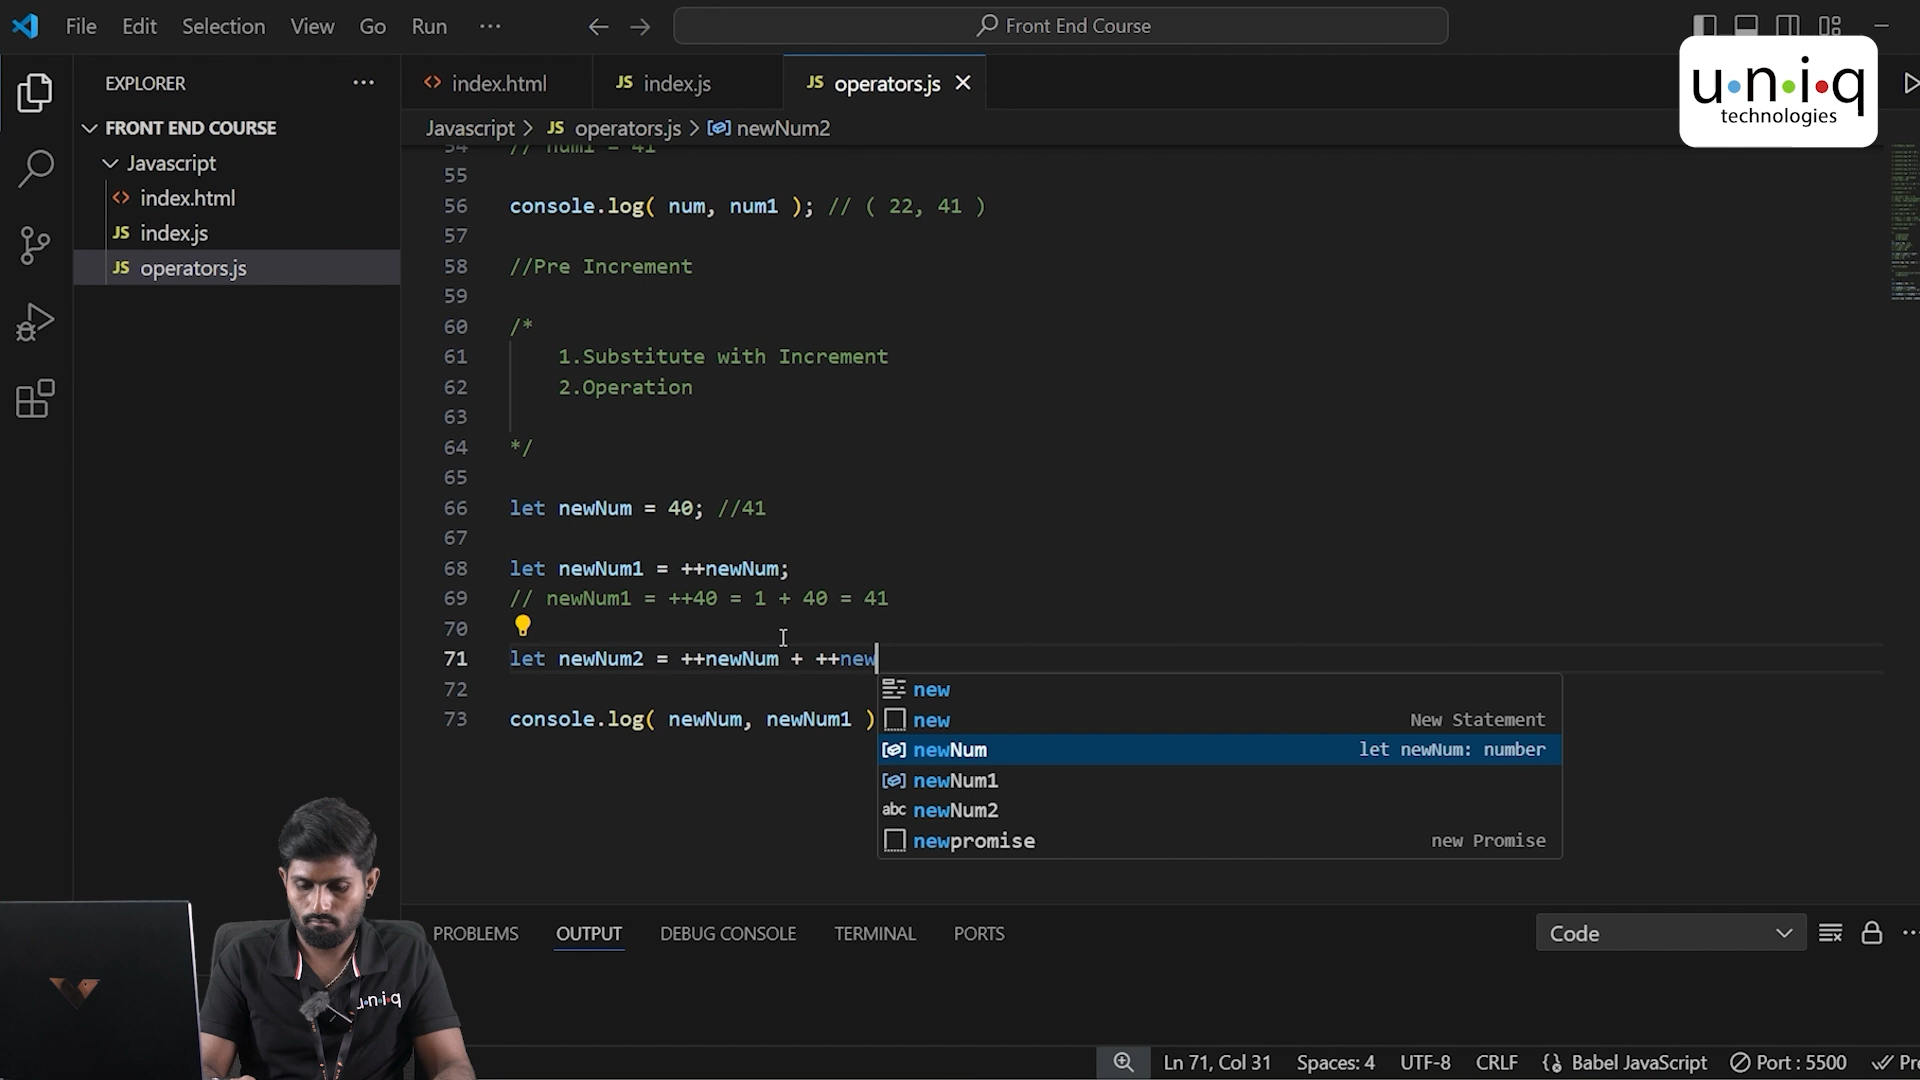 File Edit Selection View Go Run ···
Front End Course
u·n·i·q
technologies
EXPLORER ···
FRONT END COURSE
Javascript
<> index.html
JS index.js
JS operators.js
<> index.html
JS index.js
JS operators.js
Javascript > JS operators.js > newNum2
54 // num1 = 41
55
56 console.log( num, num1 ); // ( 22, 41 )
57
58 //Pre Increment
59
60 /*
61 1.Substitute with Increment
62 2.Operation
63
64 */
65
66 let newNum = 40; //41
67
68 let newNum1 = ++newNum;
69 // newNum1 = ++40 = 1 + 40 = 41
70
71 let newNum2 = ++newNum + ++new
72
73 console.log( newNum, newNum1 )
new
new New Statement
newNum let newNum: number
newNum1
abc newNum2
newpromise new Promise
PROBLEMS OUTPUT DEBUG CONSOLE TERMINAL PORTS
Code
u·n·i·q
Ln 71, Col 31 Spaces: 4 UTF-8 CRLF {} Babel JavaScript Port : 5500